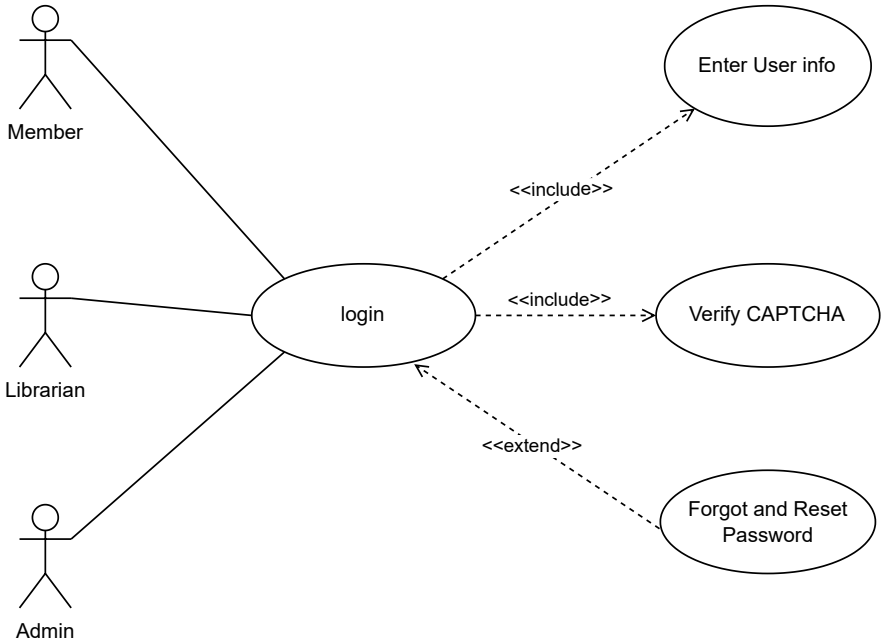 Member
Enter User info
<<include>>
<<include>>
login
Verify CAPTCHA
Librarian
<<extend>>
Forgot and Reset
Password
Admin